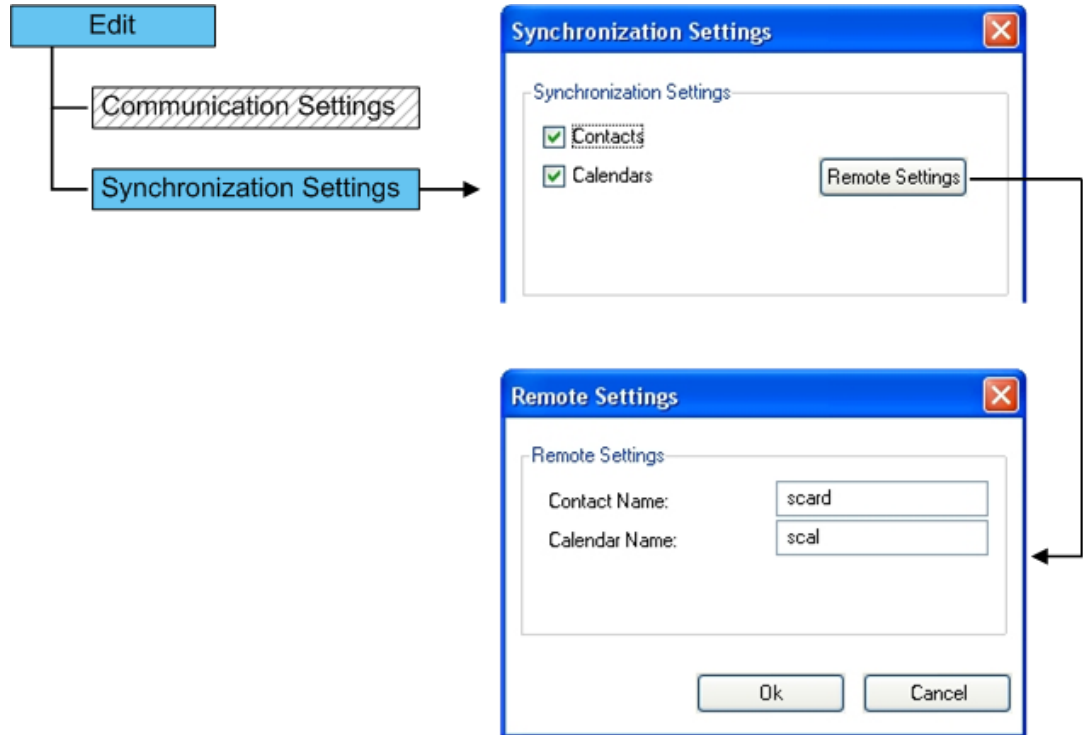 Edit
Communication Settings
Synchronization Settings
Synchronization Settings
Synchronization Settings
Contacts
Calendars
Remote Settings
Remote Settings
Remote Settings
Contact Name: scard
Calendar Name: scal
Ok Cancel